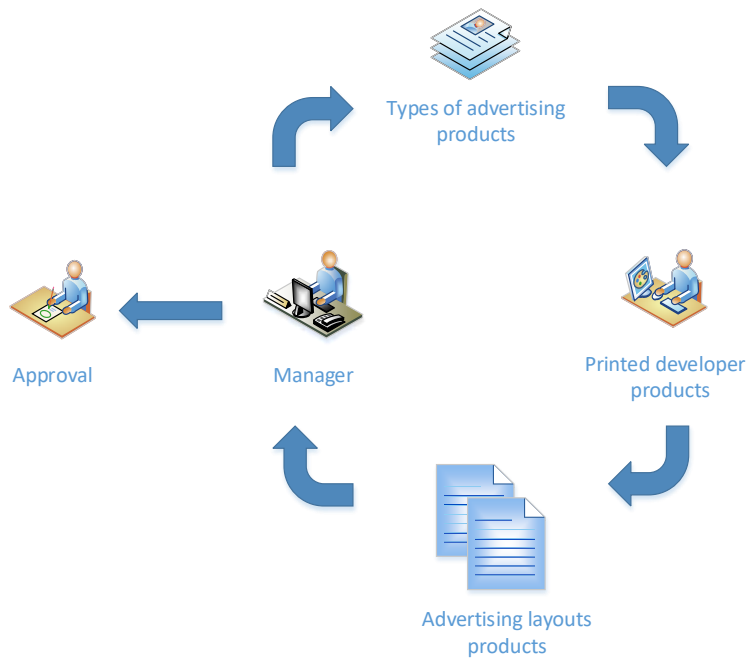 Types of advertising
products
Approval
Manager
Printed developer
products
Advertising layouts
products